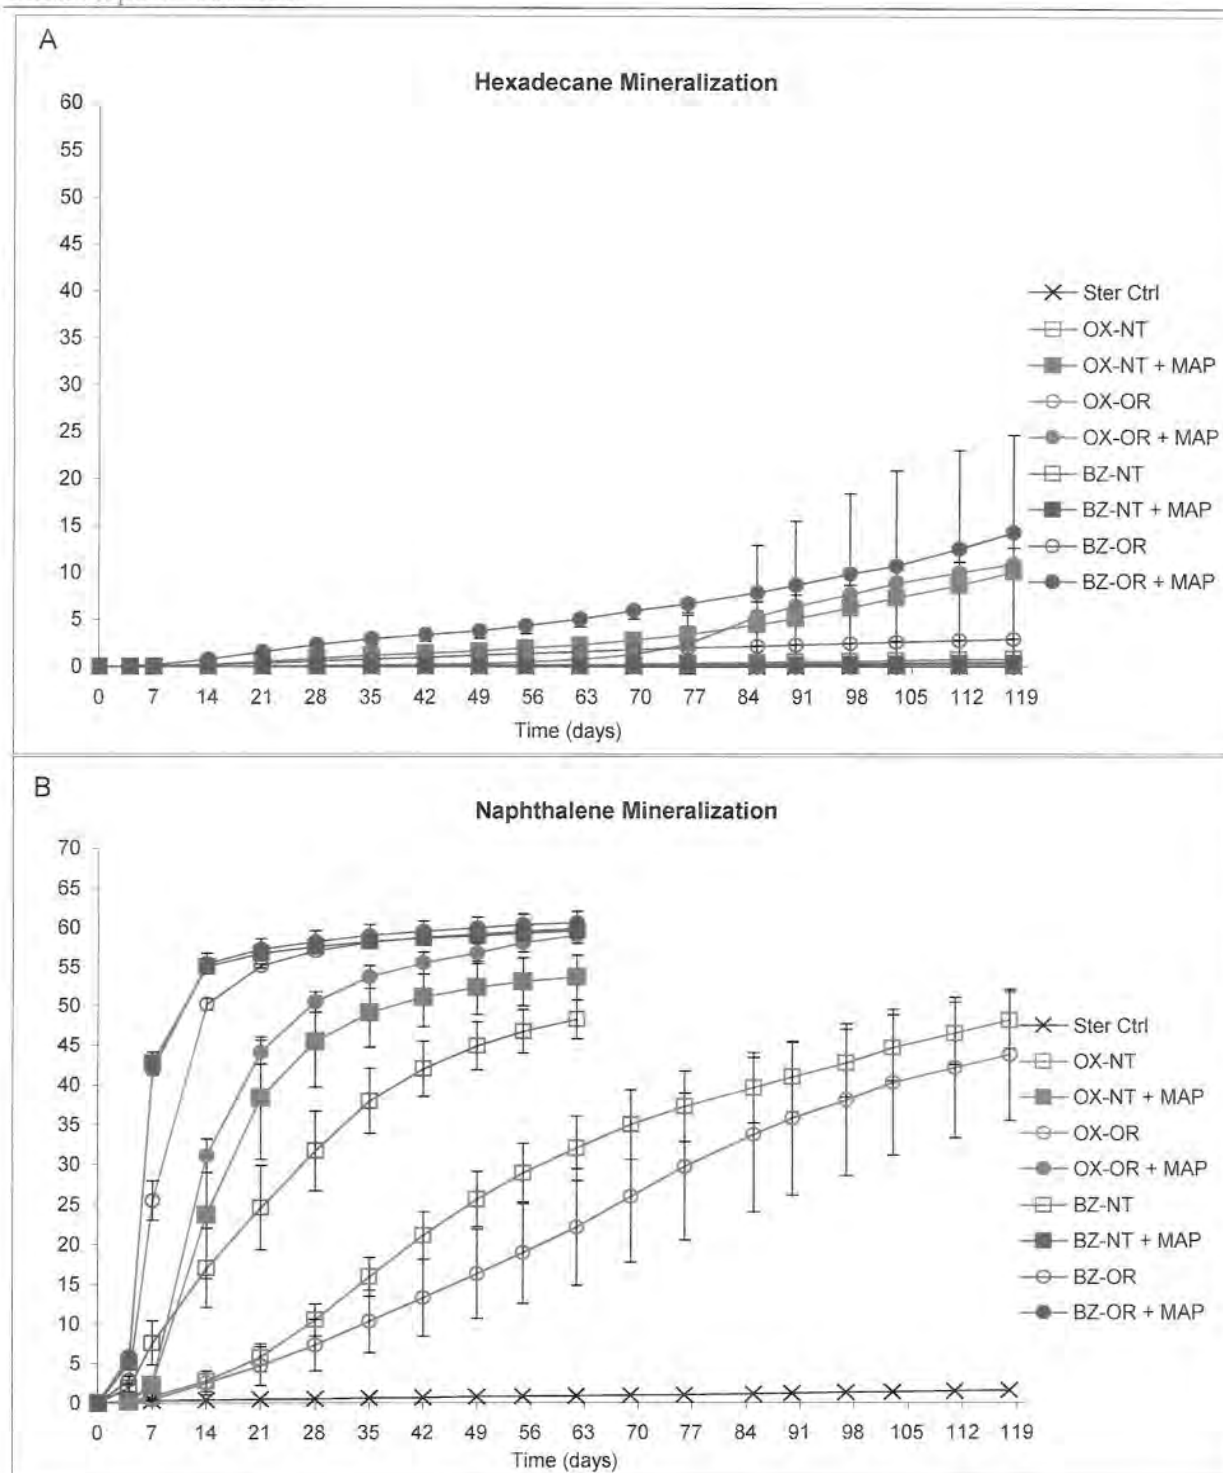 A
Hexadecane Mineralization
60
55
50
45
40
35
30
25
20
15
10
5
0
0 7 14 21 28 35 42 49 56 63 70 77 84 91 98 105 112 119
Time (days)
Ster Ctrl
OX-NT
OX-NT + MAP
OX-OR
OX-OR + MAP
BZ-NT
BZ-NT + MAP
BZ-OR
BZ-OR + MAP
B
Naphthalene Mineralization
70
65
60
55
50
45
40
35
30
25
20
15
10
5
0
0 7 14 21 28 35 42 49 56 63 70 77 84 91 98 105 112 119
Time (days)
Ster Ctrl
OX-NT
OX-NT + MAP
OX-OR
OX-OR + MAP
BZ-NT
BZ-NT + MAP
BZ-OR
BZ-OR + MAP